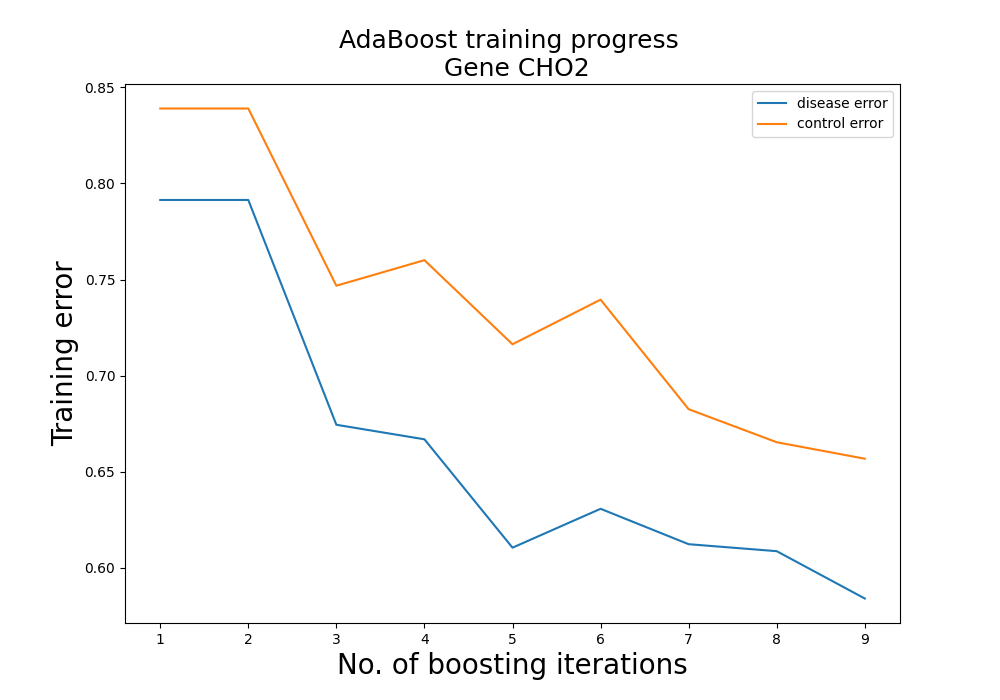 AdaBoost training progress
Gene CHO2
disease error
control error
Training error
0.85
0.80
0.75
0.70
0.65
0.60
1 2 3 4 5 6 7 8 9
No. of boosting iterations